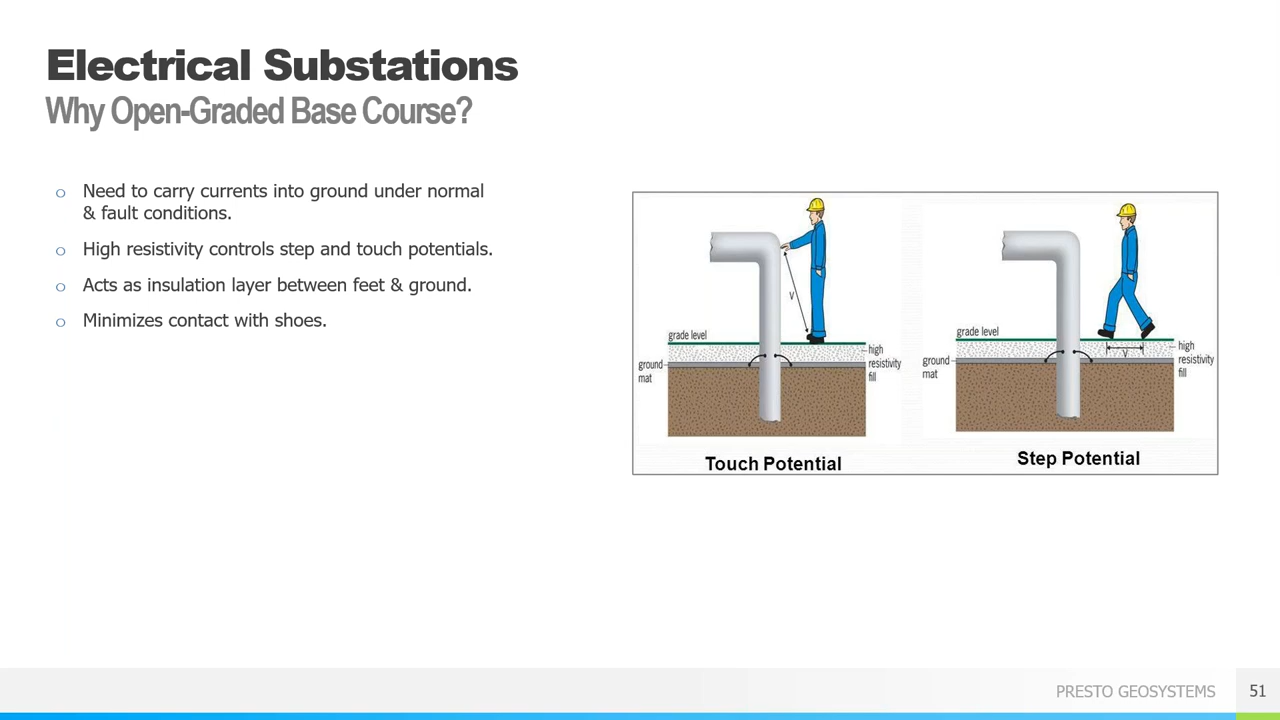 Electrical Substations
Why Open-Graded Base Course?
o Need to carry currents into ground under normal
& fault conditions.
o High resistivity controls step and touch potentials.
o Acts as insulation layer between feet & ground.
o Minimizes contact with shoes.
V
grade level
high
resistivity
fill
ground
mat
Touch Potential
grade level
V
high
resistivity
fill
ground
mat
Step Potential
PRESTO GEOSYSTEMS
51